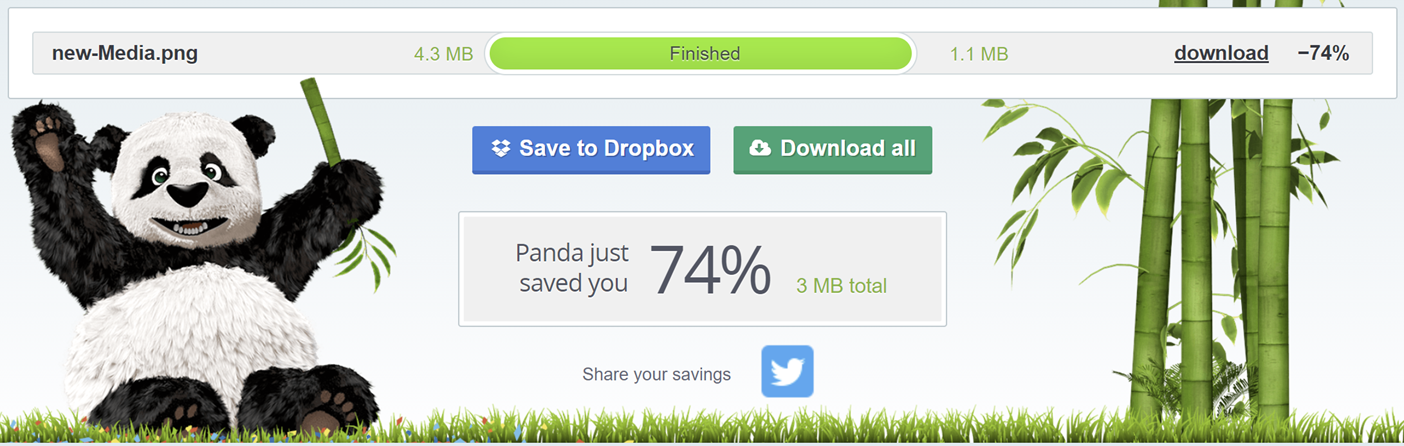 new-Media.png 4.3 MB Finished 1.1 MB download −74%
Save to Dropbox Download all
Panda just
saved you 74% 3 MB total
Share your savings